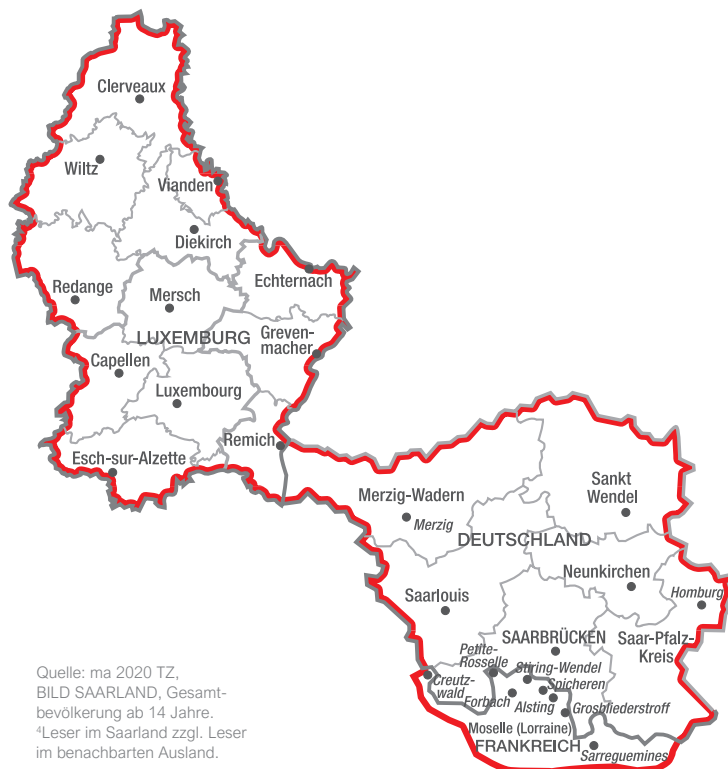 Clerveaux
Wiltz
Vianden
Diekirch
Echternach
Redange
Mersch
Greven-
macher
LUXEMBURG
Capellen
Luxembourg
Remich
Esch-sur-Alzette
Sankt
Wendel
Merzig-Wadern
Merzig
DEUTSCHLAND
Neunkirchen
Homburg
Saarlouis
SAARBRÜCKEN
Saar-Pfalz-
Kreis
Petite-
Rosselle
Stiring-Wendel
Creutz-
wald
Spicheren
Forbach
Alsting
Grosbliederstroff
Moselle (Lorraine)
FRANKREICH
Sarreguemines
Quelle: ma 2020 TZ,
BILD SAARLAND, Gesamt-
bevölkerung ab 14 Jahre.
⁴Leser im Saarland zzgl. Leser
im benachbarten Ausland.